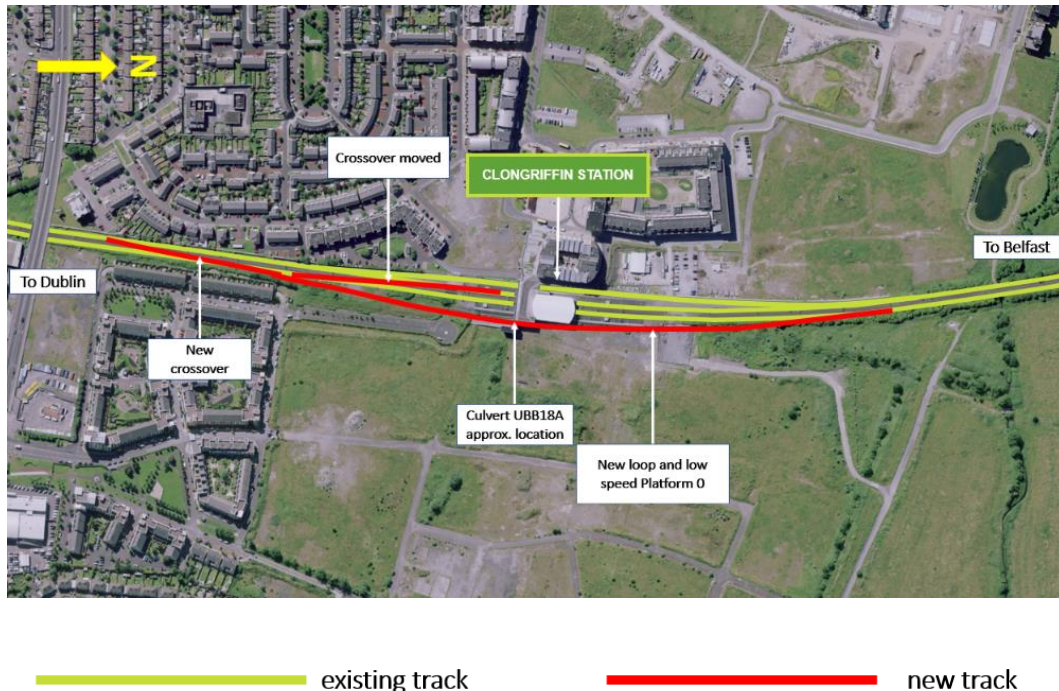 N
Crossover moved
CLONGRIFFIN STATION
To Belfast
To Dublin
New
crossover
Culvert UBB18A
approx. location
New loop and low
speed Platform 0
existing track
new track